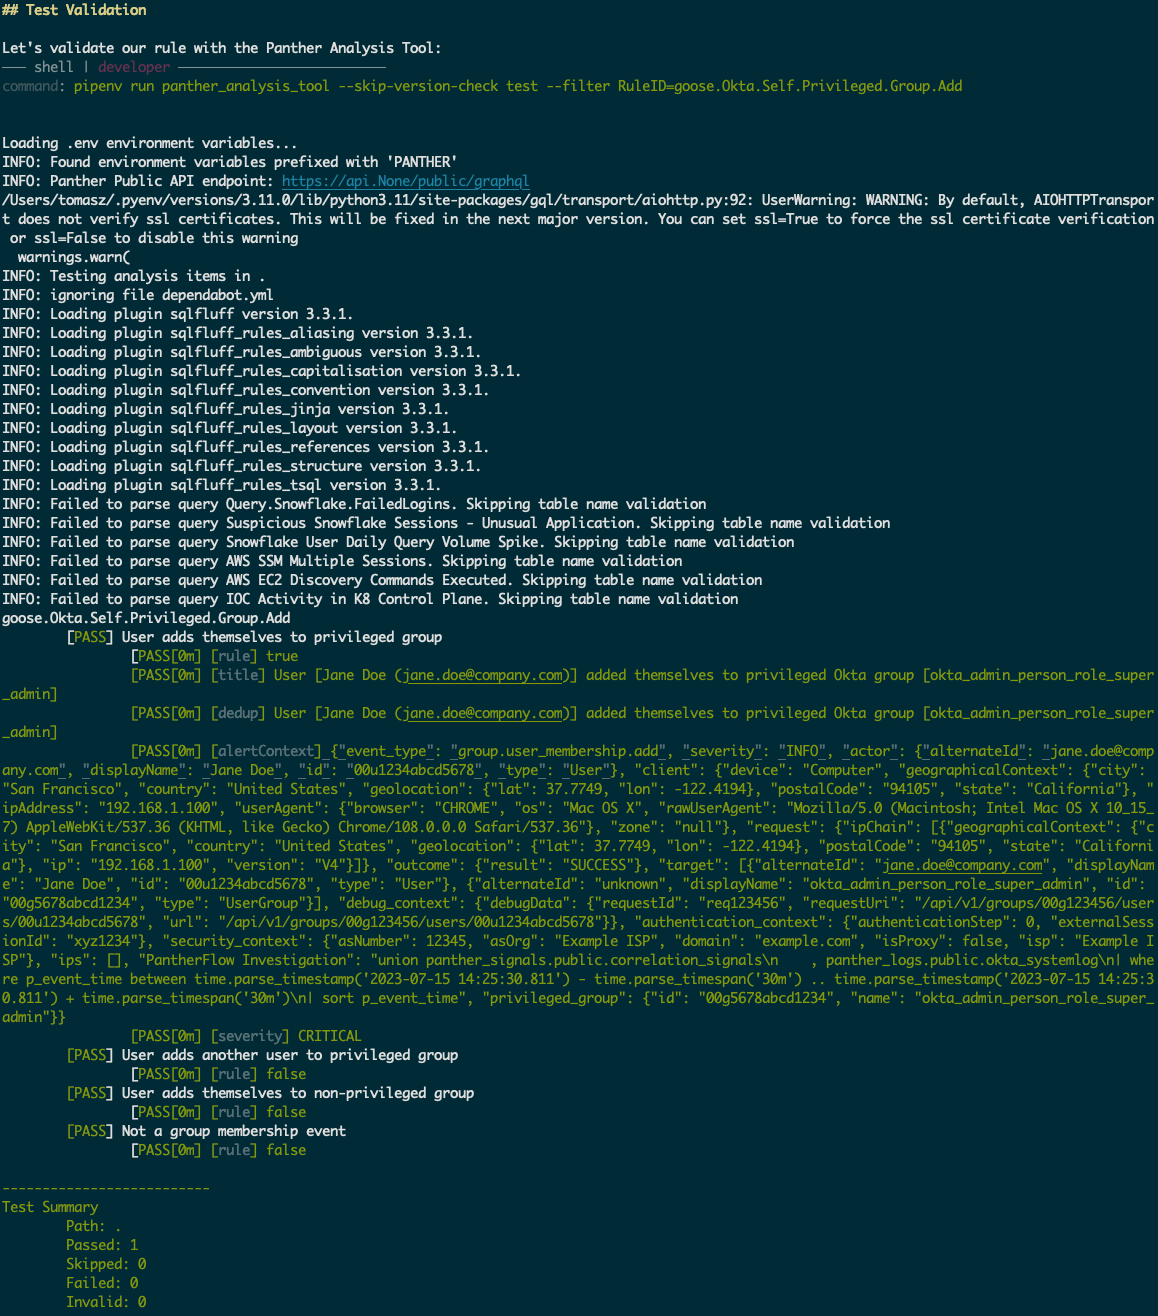 ## Test Validation
Let's validate our rule with the Panther Analysis Tool:
─── shell | developer ──────────────────────────
command: pipenv run panther_analysis_tool --skip-version-check test --filter RuleID=goose.Okta.Self.Privileged.Group.Add
Loading .env environment variables...
INFO: Found environment variables prefixed with 'PANTHER'
INFO: Panther Public API endpoint: https://api.None/public/graphql
/Users/tomasz/.pyenv/versions/3.11.0/lib/python3.11/site-packages/gql/transport/aiohttp.py:92: UserWarning: WARNING: By default, AIOHTTPTranspor
t does not verify ssl certificates. This will be fixed in the next major version. You can set ssl=True to force the ssl certificate verification
 or ssl=False to disable this warning
  warnings.warn(
INFO: Testing analysis items in .
INFO: ignoring file dependabot.yml
INFO: Loading plugin sqlfluff version 3.3.1.
INFO: Loading plugin sqlfluff_rules_aliasing version 3.3.1.
INFO: Loading plugin sqlfluff_rules_ambiguous version 3.3.1.
INFO: Loading plugin sqlfluff_rules_capitalisation version 3.3.1.
INFO: Loading plugin sqlfluff_rules_convention version 3.3.1.
INFO: Loading plugin sqlfluff_rules_jinja version 3.3.1.
INFO: Loading plugin sqlfluff_rules_layout version 3.3.1.
INFO: Loading plugin sqlfluff_rules_references version 3.3.1.
INFO: Loading plugin sqlfluff_rules_structure version 3.3.1.
INFO: Loading plugin sqlfluff_rules_tsql version 3.3.1.
INFO: Failed to parse query Query.Snowflake.FailedLogins. Skipping table name validation
INFO: Failed to parse query Suspicious Snowflake Sessions - Unusual Application. Skipping table name validation
INFO: Failed to parse query Snowflake User Daily Query Volume Spike. Skipping table name validation
INFO: Failed to parse query AWS SSM Multiple Sessions. Skipping table name validation
INFO: Failed to parse query AWS EC2 Discovery Commands Executed. Skipping table name validation
INFO: Failed to parse query IOC Activity in K8 Control Plane. Skipping table name validation
goose.Okta.Self.Privileged.Group.Add
[PASS] User adds themselves to privileged group
[PASS[0m] [rule] true
[PASS[0m] [title] User [Jane Doe (jane.doe@company.com)] added themselves to privileged Okta group [okta_admin_person_role_super
_admin]
[PASS[0m] [dedup] User [Jane Doe (jane.doe@company.com)] added themselves to privileged Okta group [okta_admin_person_role_super
_admin]
[PASS[0m] [alertContext] {"event_type": "group.user_membership.add", "severity": "INFO", "actor": {"alternateId": "jane.doe@comp
any.com", "displayName": "Jane Doe", "id": "00u1234abcd5678", "type": "User"}, "client": {"device": "Computer", "geographicalContext": {"city":
"San Francisco", "country": "United States", "geolocation": {"lat": 37.7749, "lon": -122.4194}, "postalCode": "94105", "state": "California"}, "
ipAddress": "192.168.1.100", "userAgent": {"browser": "CHROME", "os": "Mac OS X", "rawUserAgent": "Mozilla/5.0 (Macintosh; Intel Mac OS X 10_15_
7) AppleWebKit/537.36 (KHTML, like Gecko) Chrome/108.0.0.0 Safari/537.36"}, "zone": "null"}, "request": {"ipChain": [{"geographicalContext": {"c
ity": "San Francisco", "country": "United States", "geolocation": {"lat": 37.7749, "lon": -122.4194}, "postalCode": "94105", "state": "Californi
a"}, "ip": "192.168.1.100", "version": "V4"}]}, "outcome": {"result": "SUCCESS"}, "target": [{"alternateId": "jane.doe@company.com", "displayNam
e": "Jane Doe", "id": "00u1234abcd5678", "type": "User"}, {"alternateId": "unknown", "displayName": "okta_admin_person_role_super_admin", "id":
"00g5678abcd1234", "type": "UserGroup"}], "debug_context": {"debugData": {"requestId": "req123456", "requestUri": "/api/v1/groups/00g123456/user
s/00u1234abcd5678", "url": "/api/v1/groups/00g123456/users/00u1234abcd5678"}}, "authentication_context": {"authenticationStep": 0, "externalSess
ionId": "xyz1234"}, "security_context": {"asNumber": 12345, "asOrg": "Example ISP", "domain": "example.com", "isProxy": false, "isp": "Example I
SP"}, "ips": [], "PantherFlow Investigation": "union panther_signals.public.correlation_signals\n    , panther_logs.public.okta_systemlog\n| whe
re p_event_time between time.parse_timestamp('2023-07-15 14:25:30.811') - time.parse_timespan('30m') .. time.parse_timestamp('2023-07-15 14:25:3
0.811') + time.parse_timespan('30m')\n| sort p_event_time", "privileged_group": {"id": "00g5678abcd1234", "name": "okta_admin_person_role_super_
admin"}}
[PASS[0m] [severity] CRITICAL
[PASS] User adds another user to privileged group
[PASS[0m] [rule] false
[PASS] User adds themselves to non-privileged group
[PASS[0m] [rule] false
[PASS] Not a group membership event
[PASS[0m] [rule] false
--------------------------
Test Summary
Path: .
Passed: 1
Skipped: 0
Failed: 0
Invalid: 0